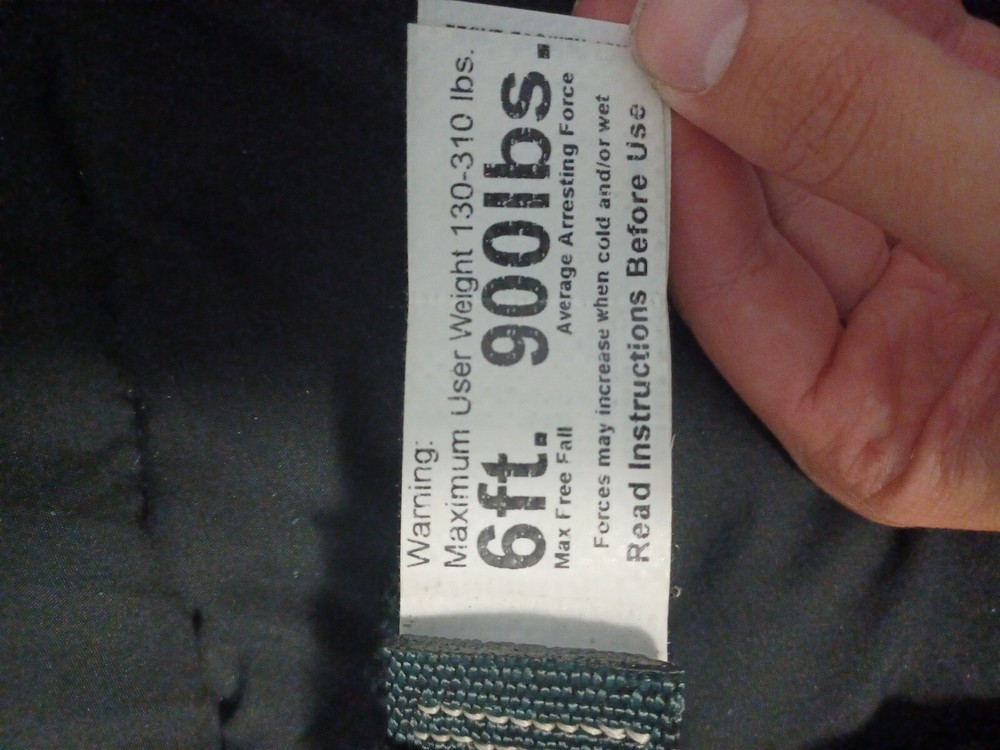 Warning:
Maximum User Weight 130-310 lbs.
6ft. 900lbs.
Max Free Fall Average Arresting Force
Forces may increase when cold and/or wet
Read Instructions Before Use